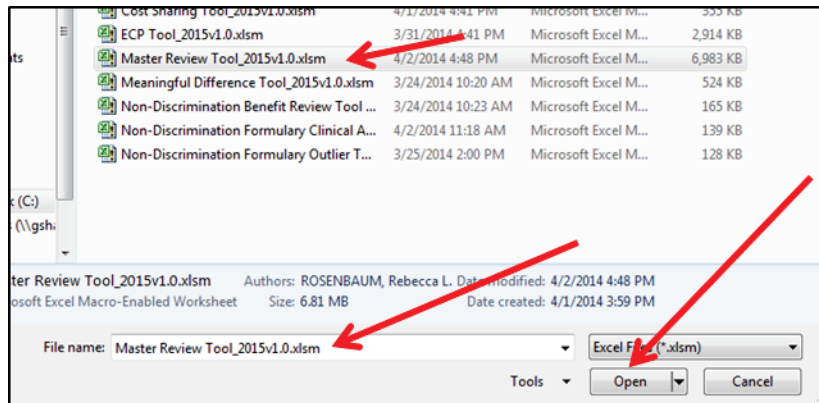 Cost Sharing Tool_2015v1.0.xlsm 4/1/2014 4:41 PM Microsoft Excel M... 355 KB
ECP Tool_2015v1.0.xlsm 3/31/2014 4:41 PM Microsoft Excel M... 2,914 KB
its Master Review Tool_2015v1.0.xlsm 4/2/2014 4:48 PM Microsoft Excel M... 6,983 KB
Meaningful Difference Tool_2015v1.0.xlsm 3/24/2014 10:20 AM Microsoft Excel M... 524 KB
Non-Discrimination Benefit Review Tool ... 3/24/2014 10:23 AM Microsoft Excel M... 165 KB
Non-Discrimination Formulary Clinical A... 4/2/2014 11:18 AM Microsoft Excel M... 139 KB
Non-Discrimination Formulary Outlier T... 3/25/2014 2:00 PM Microsoft Excel M... 128 KB
k (C:)
(\\gsh
ter Review Tool_2015v1.0.xlsm Authors: ROSENBAUM, Rebecca L. Date modified: 4/2/2014 4:48 PM
osoft Excel Macro-Enabled Worksheet Size: 6.81 MB Date created: 4/1/2014 3:59 PM
File name: Master Review Tool_2015v1.0.xlsm Excel Files (*.xlsm)
Tools Open Cancel